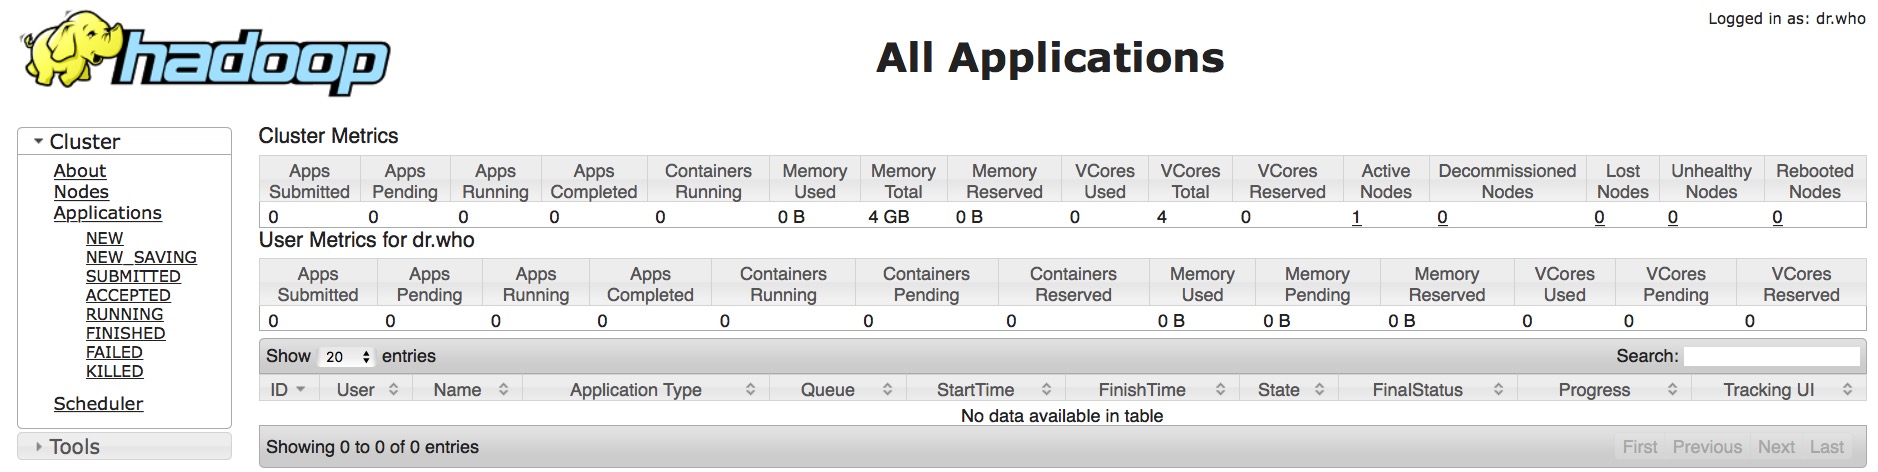 hadoop
Logged in as: dr.who
All Applications
Cluster
About
Nodes
Applications
NEW
NEW_SAVING
SUBMITTED
ACCEPTED
RUNNING
FINISHED
FAILED
KILLED
Scheduler
Tools
Cluster Metrics
Apps Submitted Apps Pending Apps Running Apps Completed Containers Running Memory Used Memory Total Memory Reserved VCores Used VCores Total VCores Reserved Active Nodes Decommissioned Nodes Lost Nodes Unhealthy Nodes Rebooted Nodes
0 0 0 0 0 0 B 4 GB 0 B 0 4 0 1 0 0 0 0
User Metrics for dr.who
Apps Submitted Apps Pending Apps Running Apps Completed Containers Running Containers Pending Containers Reserved Memory Used Memory Pending Memory Reserved VCores Used VCores Pending VCores Reserved
0 0 0 0 0 0 0 0 B 0 B 0 B 0 0 0
Show 20 entries Search:
ID User Name Application Type Queue StartTime FinishTime State FinalStatus Progress Tracking UI
No data available in table
Showing 0 to 0 of 0 entries First Previous Next Last